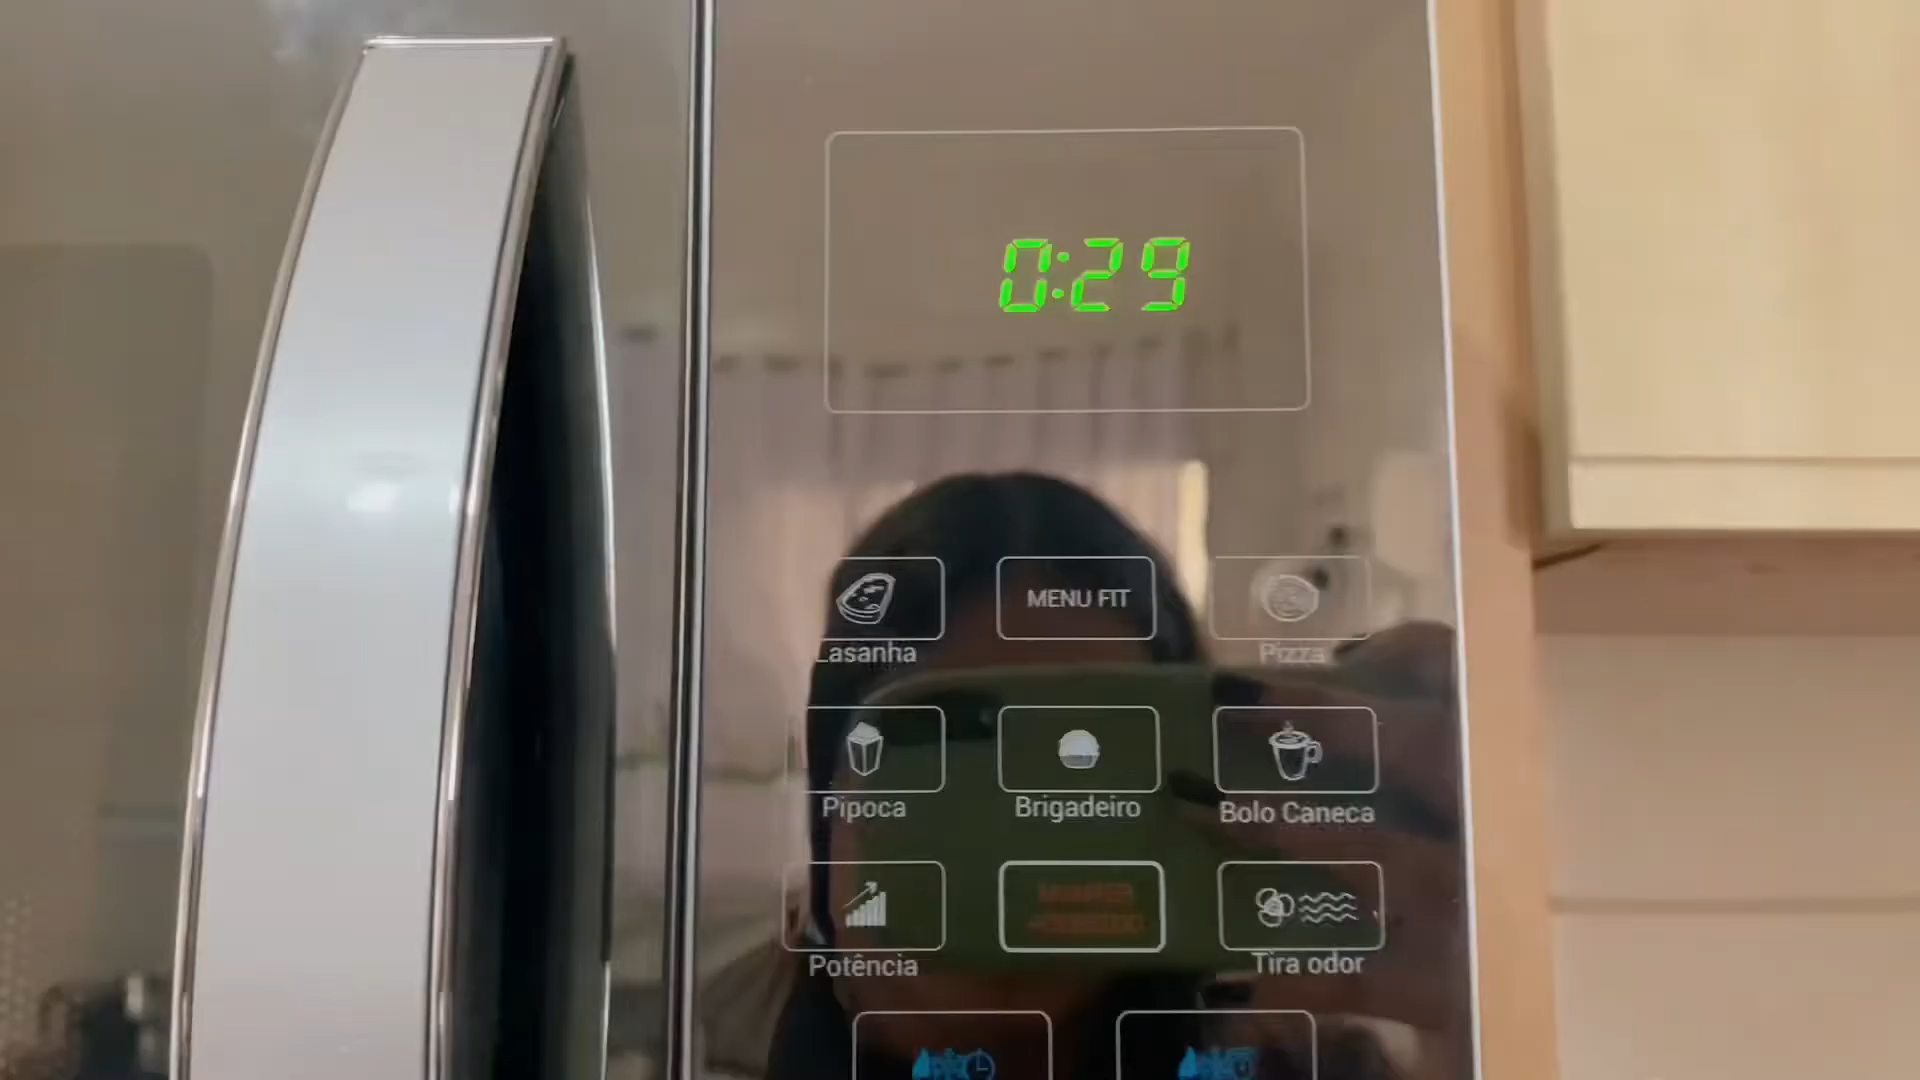 0:29
MENU FIT
Lasanha
Pizza
Pipoca
Brigadeiro
Bolo Caneca
Potência
Tira odor